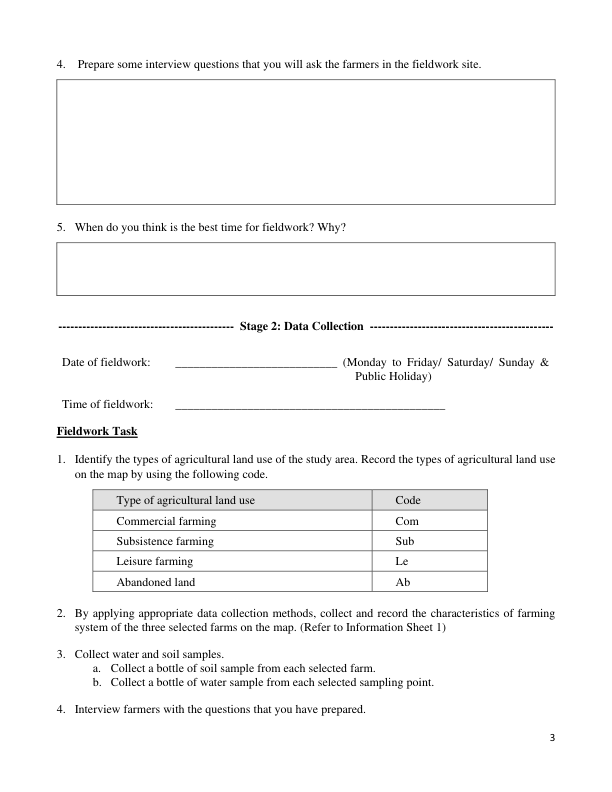 4. Prepare some interview questions that you will ask the farmers in the fieldwork site.
5. When do you think is the best time for fieldwork? Why?
-------------------------------------------- Stage 2: Data Collection ----------------------------------------------
Date of fieldwork: ___________________________ (Monday to Friday/ Saturday/ Sunday &
Public Holiday)
Time of fieldwork: _____________________________________________
Fieldwork Task
1. Identify the types of agricultural land use of the study area. Record the types of agricultural land use
on the map by using the following code.
Type of agricultural land use Code
Commercial farming Com
Subsistence farming Sub
Leisure farming Le
Abandoned land Ab
2. By applying appropriate data collection methods, collect and record the characteristics of farming
system of the three selected farms on the map. (Refer to Information Sheet 1)
3. Collect water and soil samples.
a. Collect a bottle of soil sample from each selected farm.
b. Collect a bottle of water sample from each selected sampling point.
4. Interview farmers with the questions that you have prepared.
3